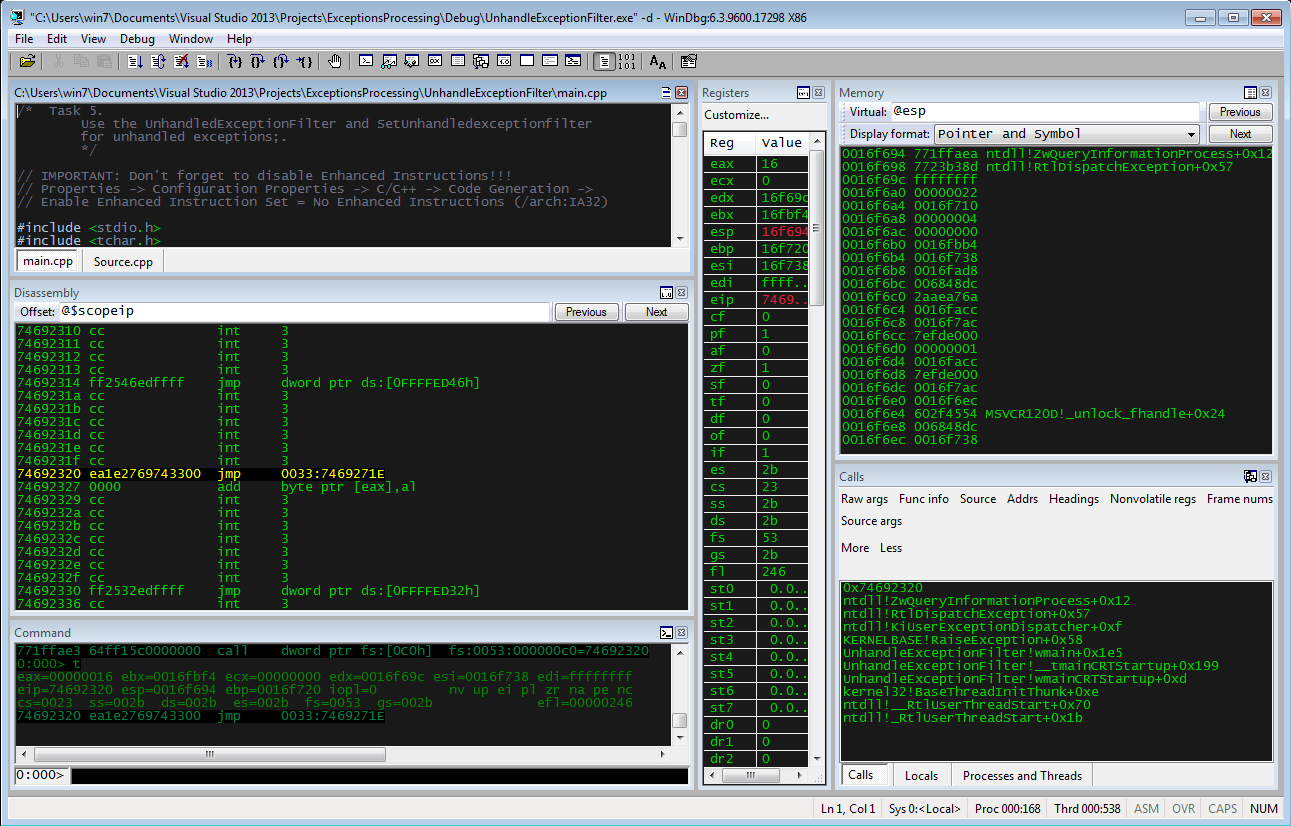 "C:\Users\win7\Documents\Visual Studio 2013\Projects\ExceptionsProcessing\Debug\UnhandleExceptionFilter.exe" -d - WinDbg:6.3.9600.17298 X86
File Edit View Debug Window Help
C:\Users\win7\Documents\Visual Studio 2013\Projects\ExceptionsProcessing\UnhandleExceptionFilter\main.cpp
/* Task 5.
Use the UnhandledExceptionFilter and SetUnhandledexceptionfilter
for unhandled exceptions;.
*/
// IMPORTANT: Don't forget to disable Enhanced Instructions!!!
// Properties -> Configuration Properties -> C/C++ -> Code Generation ->
// Enable Enhanced Instruction Set = No Enhanced Instructions (/arch:IA32)
#include <stdio.h>
#include <tchar.h>
main.cpp Source.cpp
Disassembly
Offset: @$scopeip Previous Next
74692310 cc int 3
74692311 cc int 3
74692312 cc int 3
74692313 cc int 3
74692314 ff2546edffff jmp dword ptr ds:[0FFFFED46h]
7469231a cc int 3
7469231b cc int 3
7469231c cc int 3
7469231d cc int 3
7469231e cc int 3
7469231f cc int 3
74692320 ea1e2769743300 jmp 0033:7469271E
74692327 0000 add byte ptr [eax],al
74692329 cc int 3
7469232a cc int 3
7469232b cc int 3
7469232c cc int 3
7469232d cc int 3
7469232e cc int 3
7469232f cc int 3
74692330 ff2532edffff jmp dword ptr ds:[0FFFFED32h]
74692336 cc int 3
Command
771ffae3 64ff15c0000000 call dword ptr fs:[0C0h] fs:0053:000000c0=74692320
0:000> t
eax=00000016 ebx=0016fbf4 ecx=00000000 edx=0016f69c esi=0016f738 edi=ffffffff
eip=74692320 esp=0016f694 ebp=0016f720 iopl=0 nv up ei pl zr na pe nc
cs=0023 ss=002b ds=002b es=002b fs=0053 gs=002b efl=00000246
74692320 ea1e2769743300 jmp 0033:7469271E
0:000>
Registers
Customize...
Reg Value
eax 16
ecx 0
edx 16f69c
ebx 16fbf4
esp 16f694
ebp 16f720
esi 16f738
edi ffff..
eip 7469..
cf 0
pf 1
af 0
zf 1
sf 0
tf 0
df 0
of 0
if 1
es 2b
cs 23
ss 2b
ds 2b
fs 53
gs 2b
fl 246
st0 0.0..
st1 0.0..
st2 0.0..
st3 0.0..
st4 0.0..
st5 0.0..
st6 0.0..
st7 0.0..
dr0 0
dr1 0
dr2 0
Memory
Virtual: @esp Previous
Display format: Pointer and Symbol Next
0016f694 771ffaea ntdll!ZwQueryInformationProcess+0x12
0016f698 7723b38d ntdll!RtlDispatchException+0x57
0016f69c ffffffff
0016f6a0 00000022
0016f6a4 0016f710
0016f6a8 00000004
0016f6ac 00000000
0016f6b0 0016fbb4
0016f6b4 0016f738
0016f6b8 0016fad8
0016f6bc 006848dc
0016f6c0 2aaea76a
0016f6c4 0016facc
0016f6c8 0016f7ac
0016f6cc 7efde000
0016f6d0 00000001
0016f6d4 0016facc
0016f6d8 7efde000
0016f6dc 0016f7ac
0016f6e0 0016f6ec
0016f6e4 602f4554 MSVCR120D!_unlock_fhandle+0x24
0016f6e8 006848dc
0016f6ec 0016f738
Calls
Raw args Func info Source Addrs Headings Nonvolatile regs Frame nums
Source args
More Less
0x74692320
ntdll!ZwQueryInformationProcess+0x12
ntdll!RtlDispatchException+0x57
ntdll!KiUserExceptionDispatcher+0xf
KERNELBASE!RaiseException+0x58
UnhandleExceptionFilter!wmain+0x1e5
UnhandleExceptionFilter!__tmainCRTStartup+0x199
UnhandleExceptionFilter!wmainCRTStartup+0xd
kernel32!BaseThreadInitThunk+0xe
ntdll!__RtlUserThreadStart+0x70
ntdll!_RtlUserThreadStart+0x1b
Calls Locals Processes and Threads
Ln 1, Col 1 Sys 0:<Local> Proc 000:168 Thrd 000:538 ASM OVR CAPS NUM